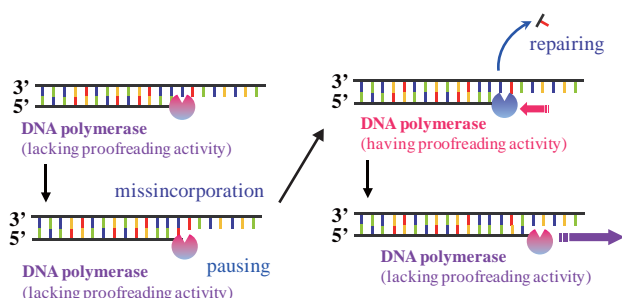 3’
5’
DNA polymerase
(lacking proofreading activity)
missincorporation
3’
5’
DNA polymerase
(lacking proofreading activity)
pausing
repairing
3’
5’
DNA polymerase
(having proofreading activity)
3’
5’
DNA polymerase
(lacking proofreading activity)